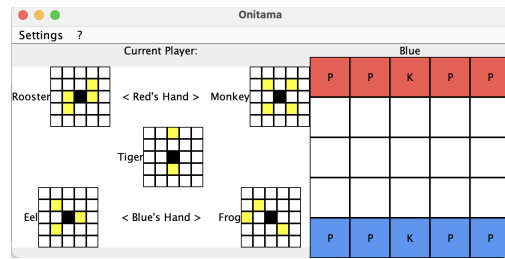 Onitama
Settings ?
Current Player: Blue
Rooster < Red's Hand > Monkey
P P K P P
Tiger
Eel < Blue's Hand > Frog
P P K P P